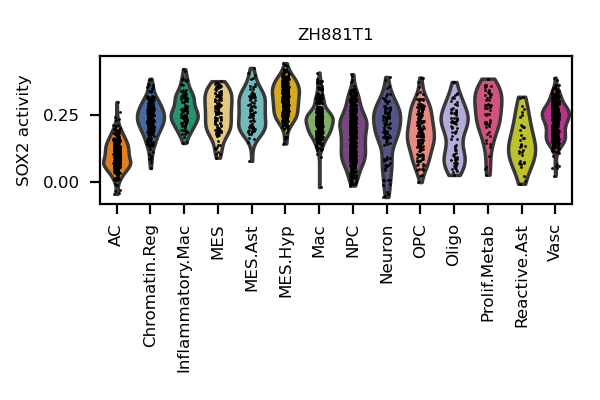 ZH881T1
SOX2 activity
0.25
0.00
AC
Chromatin.Reg
Inflammatory.Mac
MES
MES.Ast
MES.Hyp
Mac
NPC
Neuron
OPC
Oligo
Prolif.Metab
Reactive.Ast
Vasc